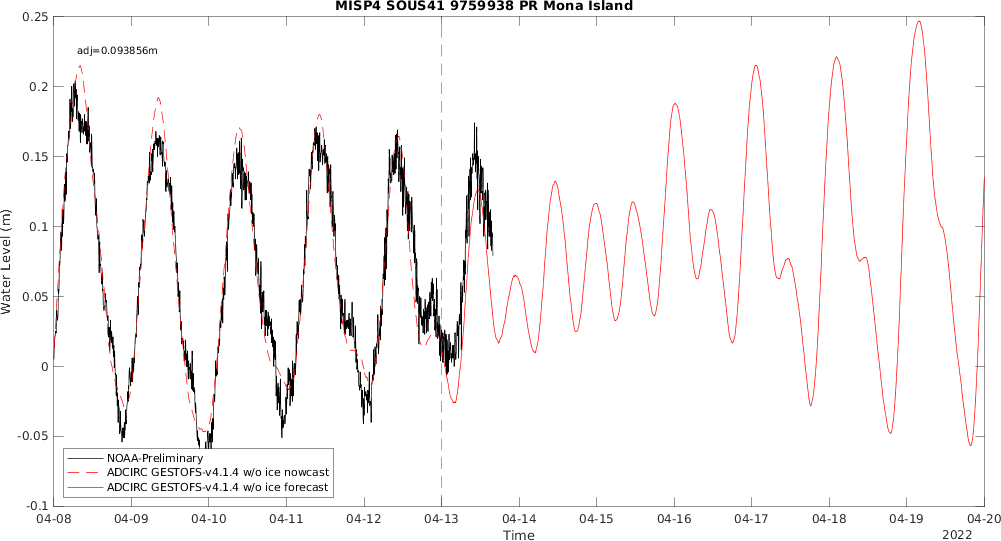 MISP4 SOUS41 9759938 PR Mona Island
adj=0.093856m
0.25
0.2
0.15
0.1
0.05
0
-0.05
-0.1
Water Level (m)
NOAA-Preliminary
ADCIRC GESTOFS-v4.1.4 w/o ice nowcast
ADCIRC GESTOFS-v4.1.4 w/o ice forecast
04-08 04-09 04-10 04-11 04-12 04-13 04-14 04-15 04-16 04-17 04-18 04-19 04-20
Time
2022